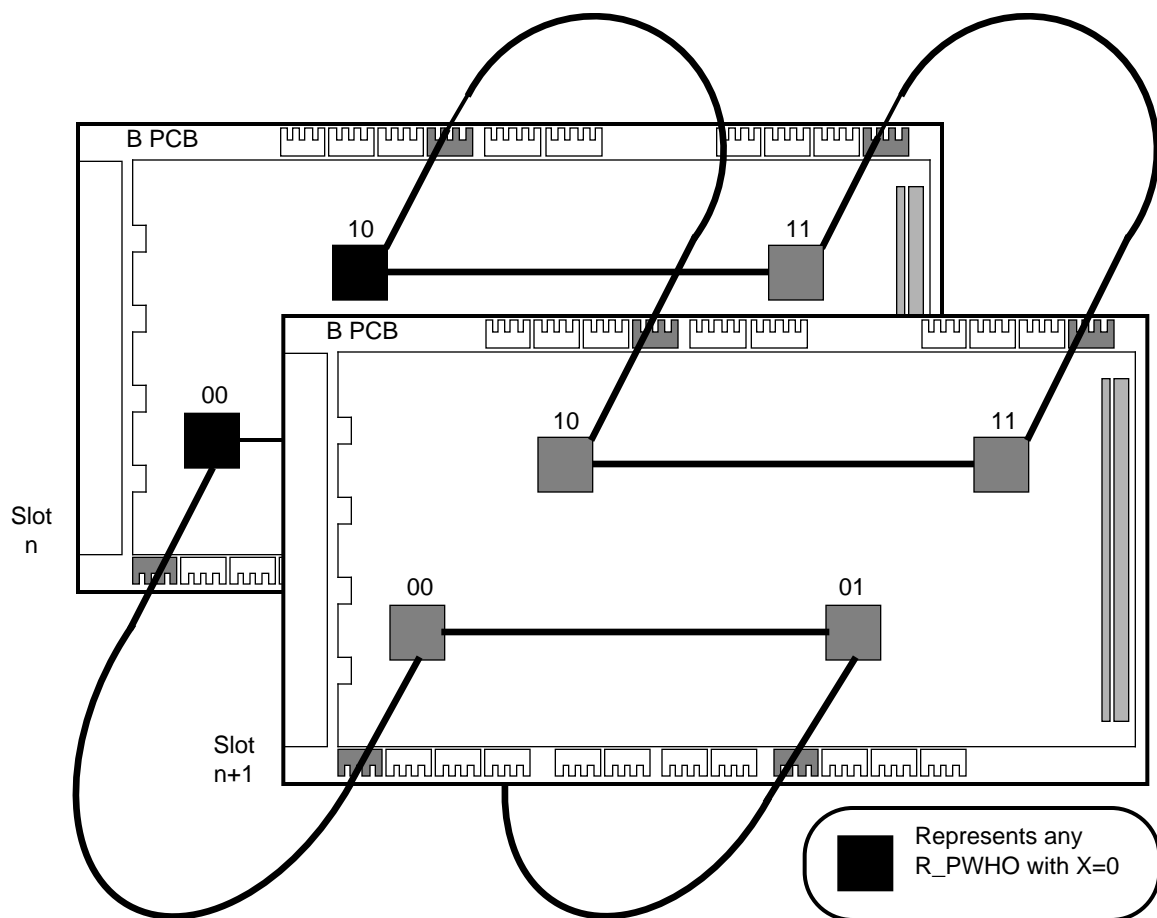 B PCB
10
11
B PCB
00
10
11
Slot
n
00
01
Slot
n+1
Represents any
R_PWHO with X=0